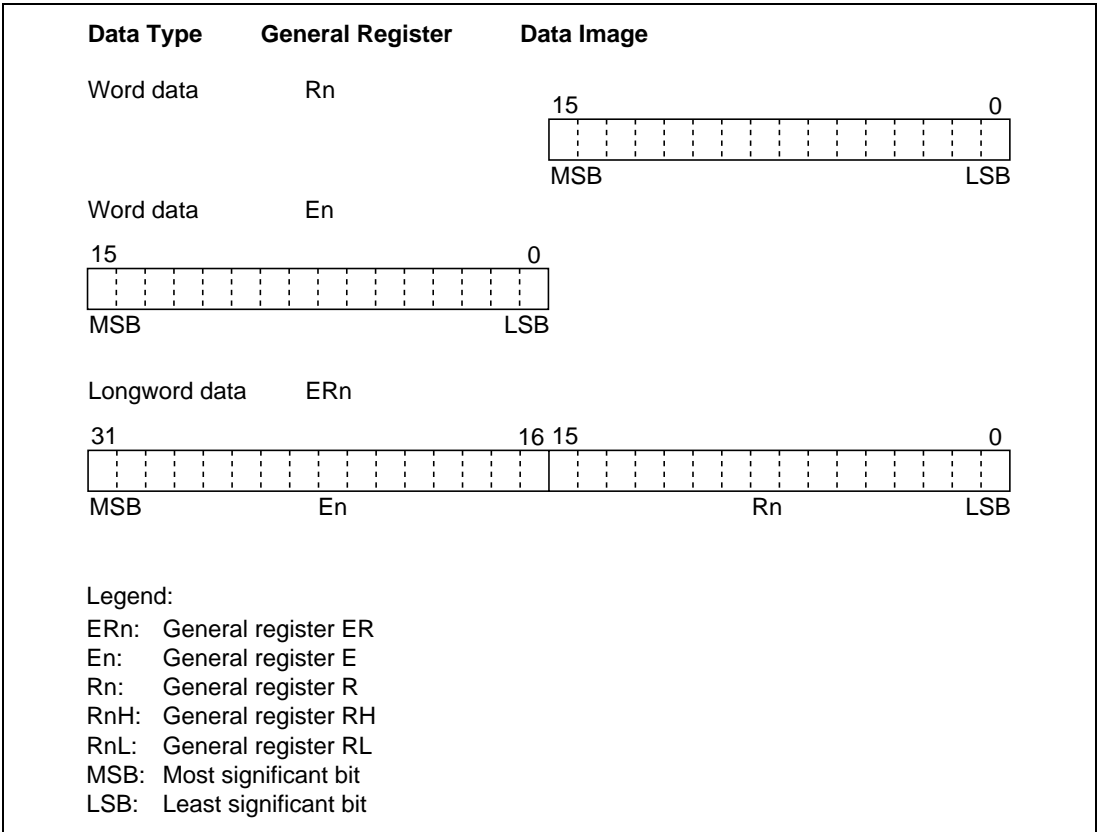 Data Type General Register Data Image
Word data Rn
15 0
MSB LSB
Word data En
15 0
MSB LSB
Longword data ERn
31 16 15 0
MSB En Rn LSB
Legend:
ERn: General register ER
En: General register E
Rn: General register R
RnH: General register RH
RnL: General register RL
MSB: Most significant bit
LSB: Least significant bit